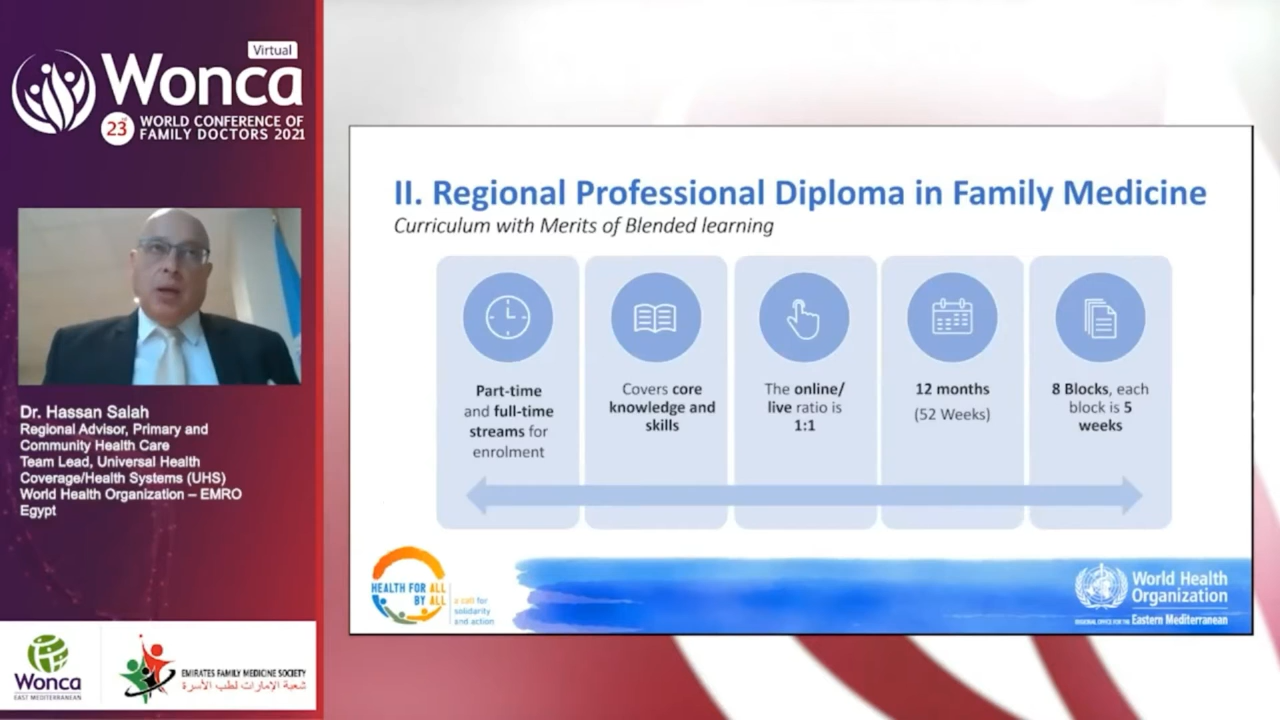 Virtual
Wonca
23rd WORLD CONFERENCE OF
FAMILY DOCTORS 2021
Dr. Hassan Salah
Regional Advisor, Primary and
Community Health Care
Team Lead, Universal Health
Coverage/Health Systems (UHS)
World Health Organization – EMRO
Egypt
Wonca
EAST MEDITERRANEAN
EMIRATES FAMILY MEDICINE SOCIETY
شعبة الإمارات لطب الأسرة
II. Regional Professional Diploma in Family Medicine
Curriculum with Merits of Blended learning
Part-time
and full-time
streams for
enrolment
Covers core
knowledge and
skills
The online/
live ratio is
1:1
12 months
(52 Weeks)
8 Blocks, each
block is 5
weeks
HEALTH FOR ALL
BY ALL
a call for
solidarity
and action
World Health
Organization
REGIONAL OFFICE FOR THE Eastern Mediterranean